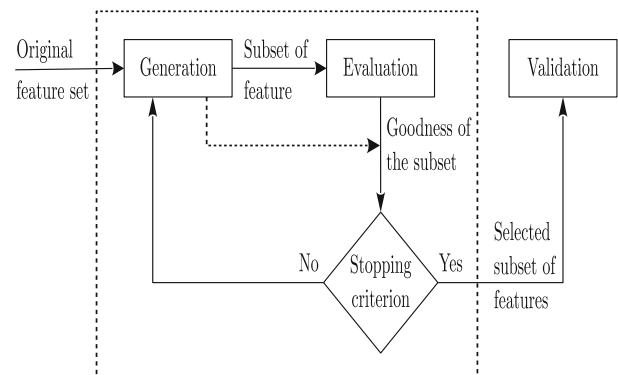 Original
feature set
Generation
Subset of
feature
Evaluation
Goodness of
the subset
Validation
No
Stopping
criterion
Yes
Selected
subset of
features